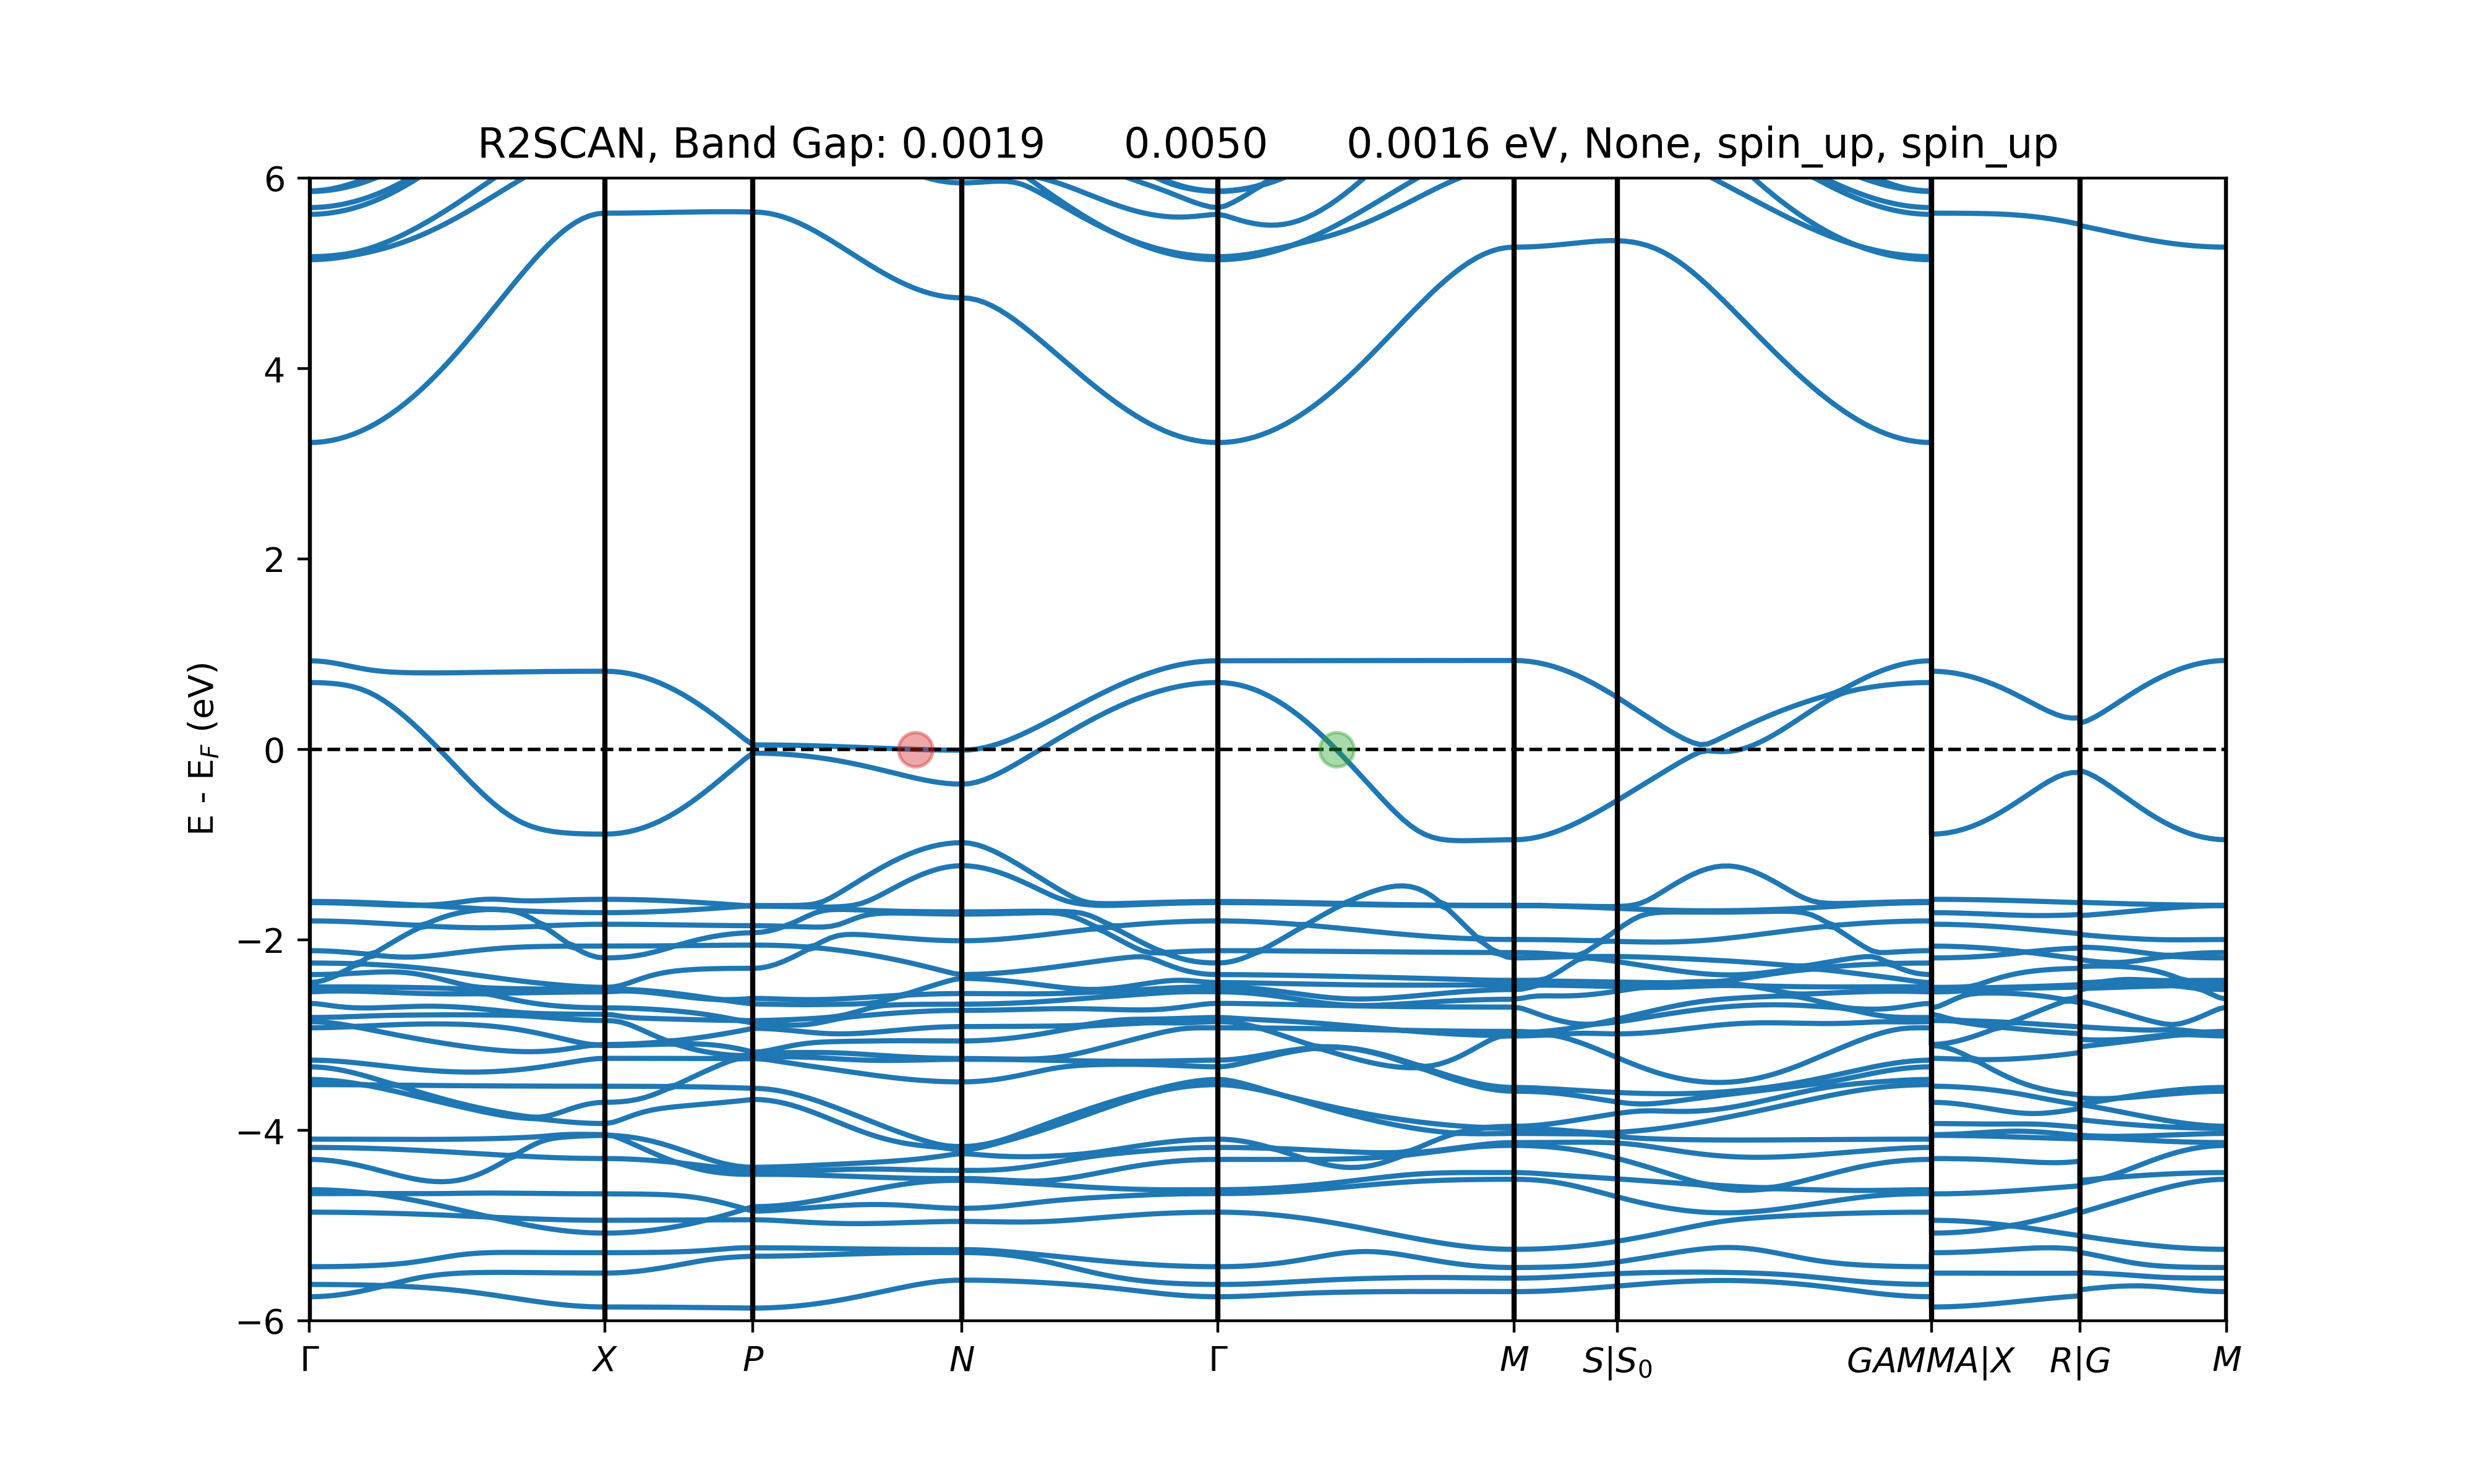 R2SCAN, Band Gap: 0.0019 0.0050 0.0016 eV, None, spin_up, spin_up
E - E_F (eV)
6
4
2
0
−2
−4
−6
Γ X P N Γ M S|S₀ GAMMA|X R|G M